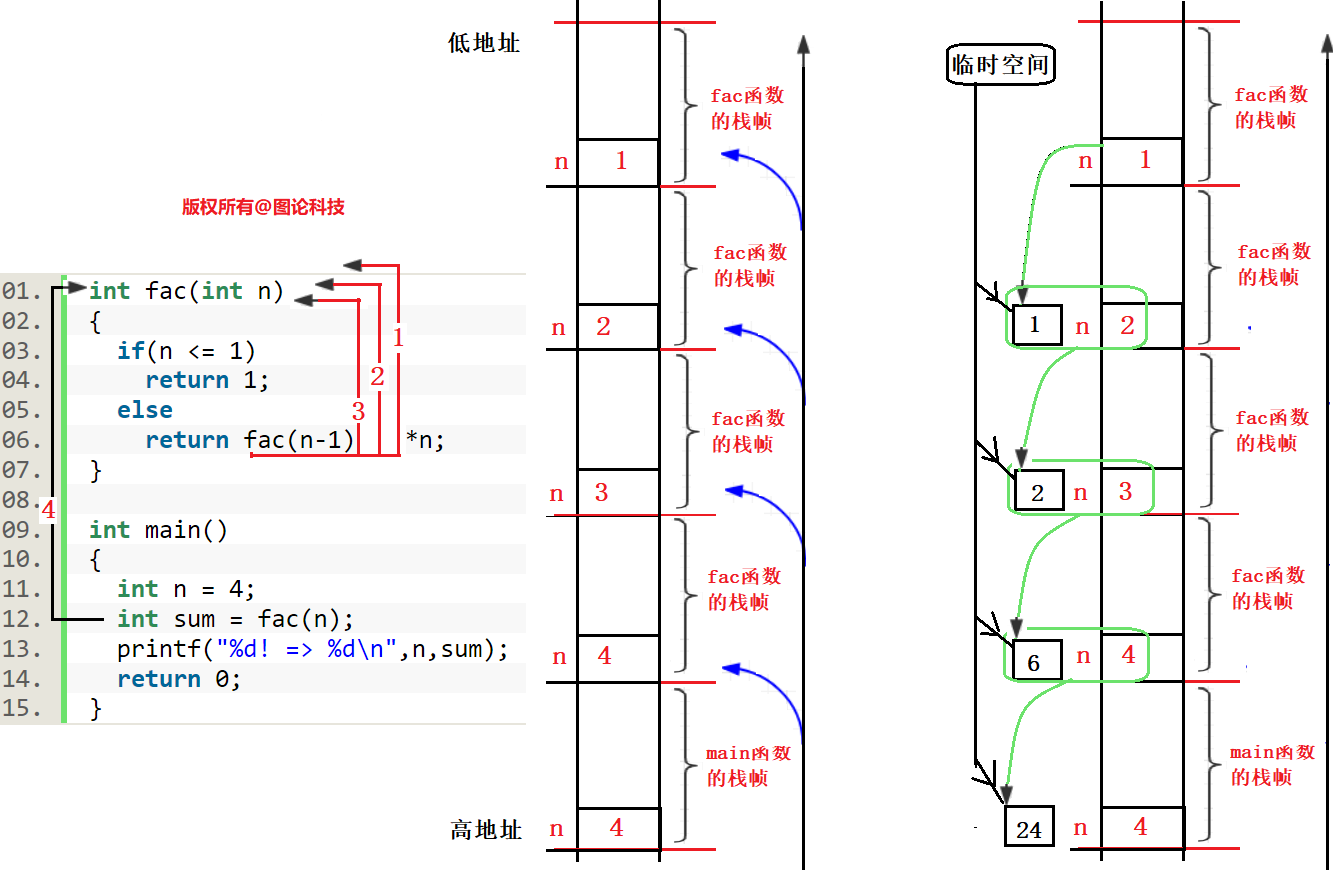 版权所有@图论科技
01. int fac(int n)
02. {
03. if(n <= 1)
04. return 1;
05. else
06. return fac(n-1) *n;
07. }
08.
09. int main()
10. {
11. int n = 4;
12. int sum = fac(n);
13. printf("%d! => %d\n",n,sum);
14. return 0;
15. }
1
2
3
4
低地址
fac函数
的栈帧
n 1
fac函数
的栈帧
n 2
fac函数
的栈帧
n 3
fac函数
的栈帧
n 4
main函数
的栈帧
高地址
n 4
临时空间
fac函数
的栈帧
n 1
fac函数
的栈帧
1 n 2
fac函数
的栈帧
2 n 3
fac函数
的栈帧
6 n 4
main函数
的栈帧
24 n 4